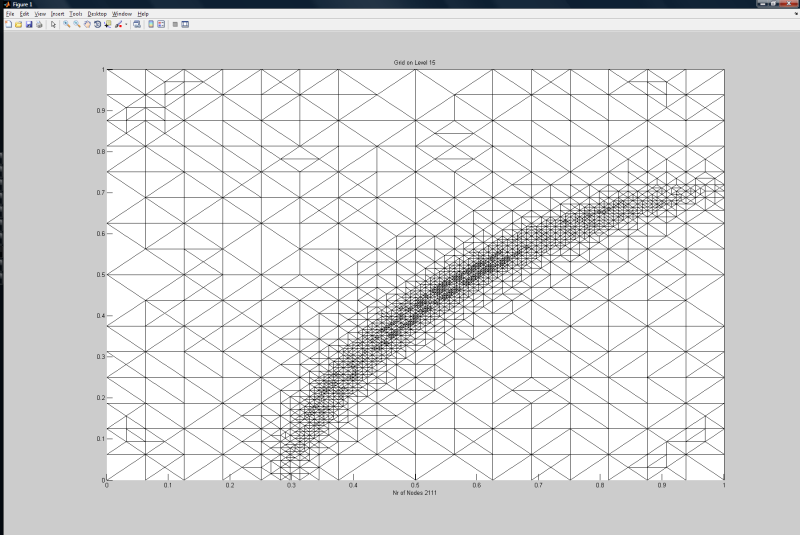 Figure 1
File Edit View Insert Tools Desktop Window Help
Grid on Level 15
1
0.9
0.8
0.7
0.6
0.5
0.4
0.3
0.2
0.1
0
0 0.1 0.2 0.3 0.4 0.5 0.6 0.7 0.8 0.9 1
Nr of Nodes 2111